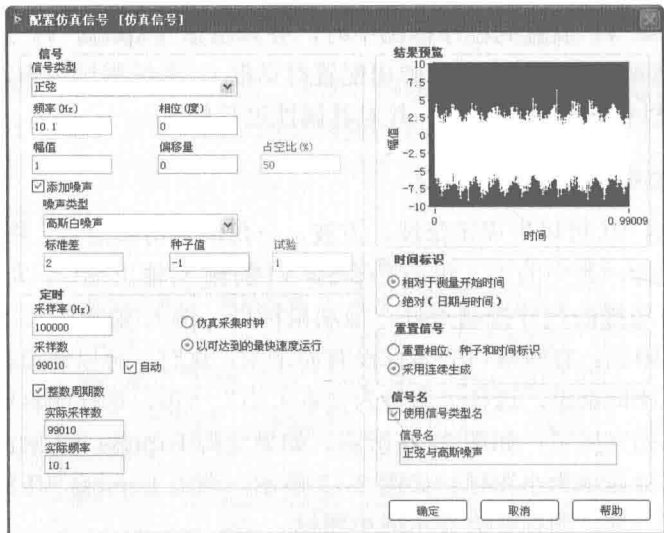 配置仿真信号 [仿真信号]
信号
信号类型
正弦
频率(Hz)
相位(度)
10.1
0
幅值
偏移量
占空比(%)
1
0
50
添加噪声
噪声类型
高斯白噪声
标准差
种子值
试验
2
-1
1
定时
采样率(Hz)
100000
仿真采集时钟
采样数
以可达到的最快速度运行
99010
自动
整数周期数
实际采样数
99010
实际频率
10.1
结果预览
10
7.5
5
2.5
0
-2.5
-5
-7.5
-10
幅值
0
0.99009
时间
时间标识
相对于测量开始时间
绝对(日期与时间)
重置信号
重置相位、种子和时间标识
采用连续生成
信号名
使用信号类型名
信号名
正弦与高斯噪声
确定
取消
帮助